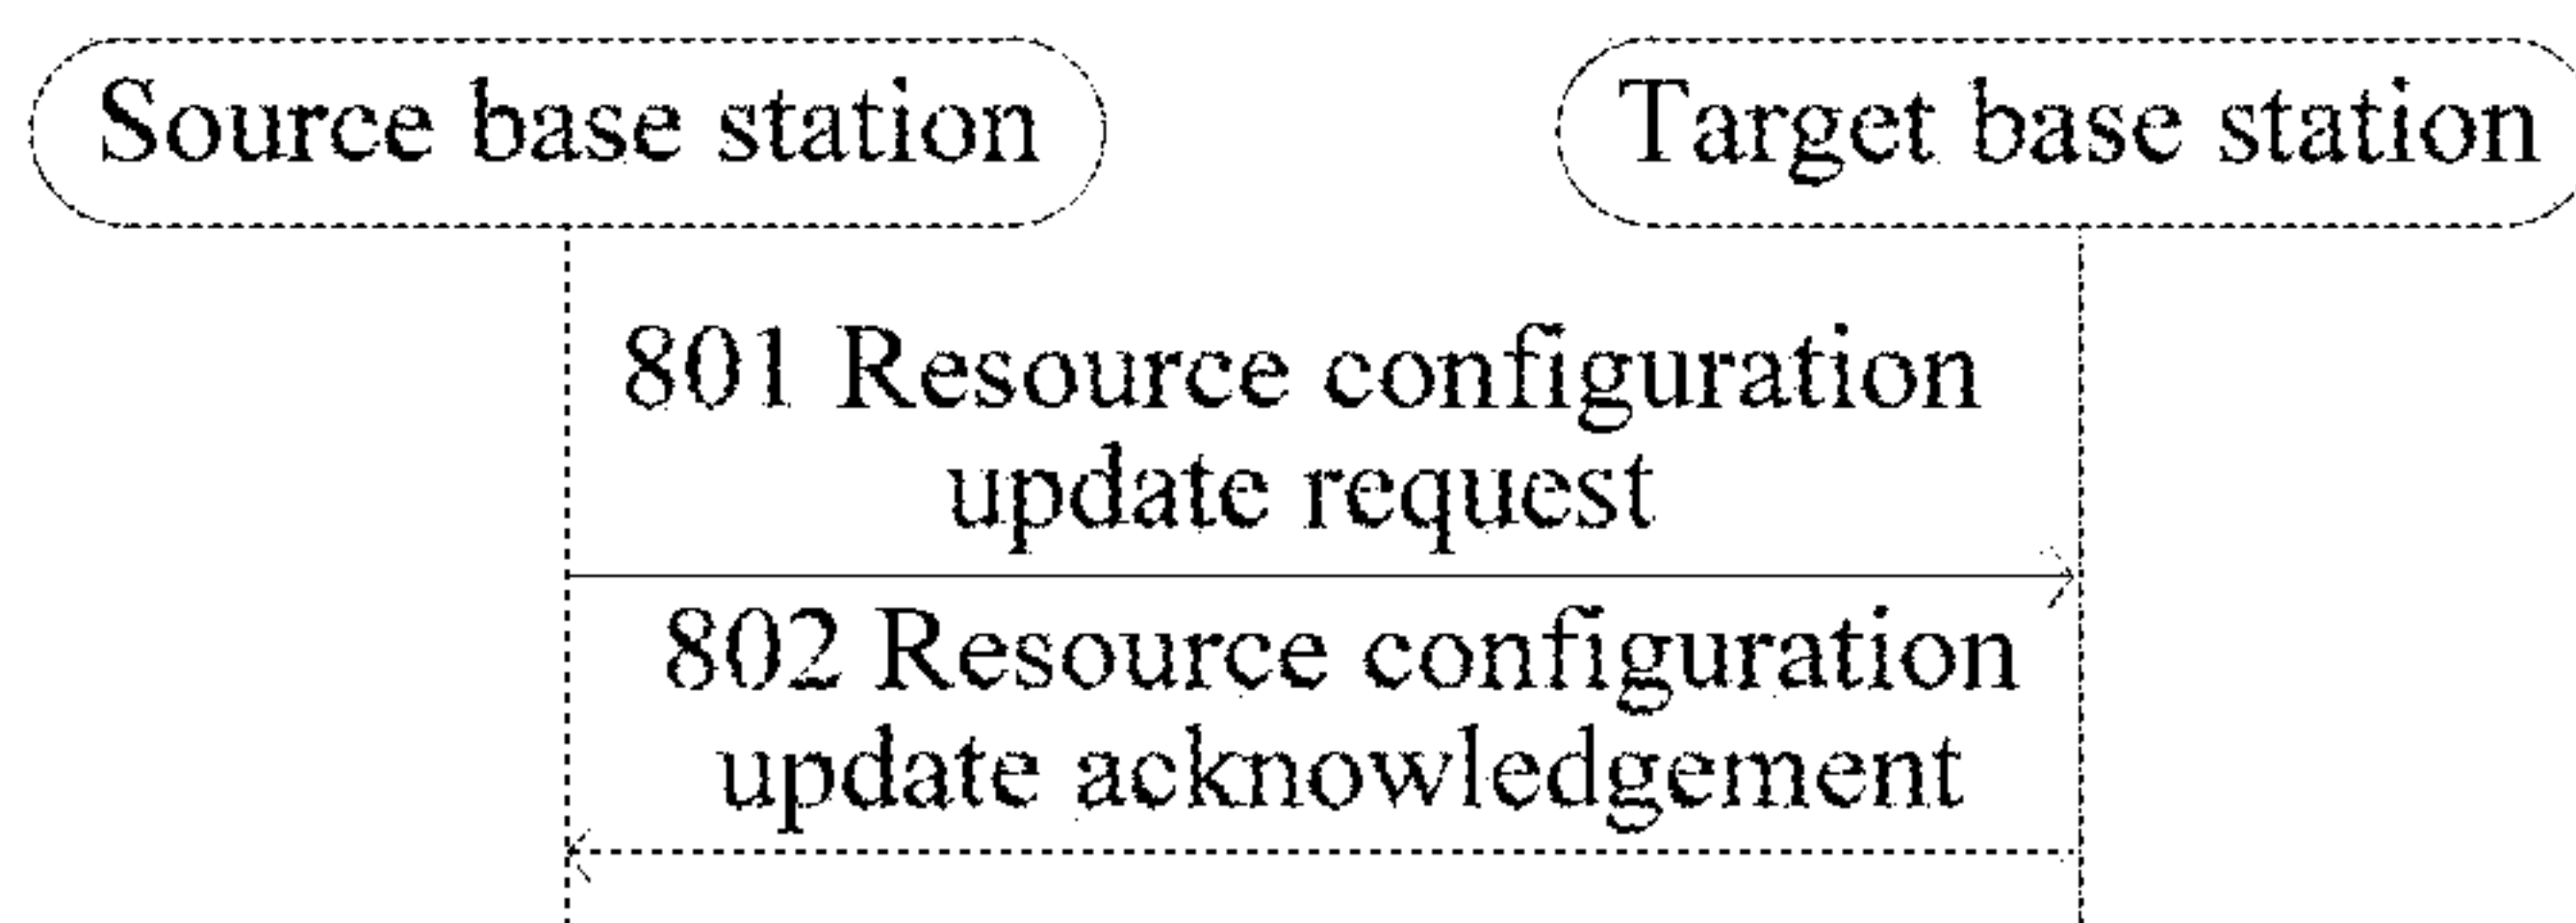 Source base station
Target base station
801 Resource configuration
update request
802 Resource configuration
update acknowledgement